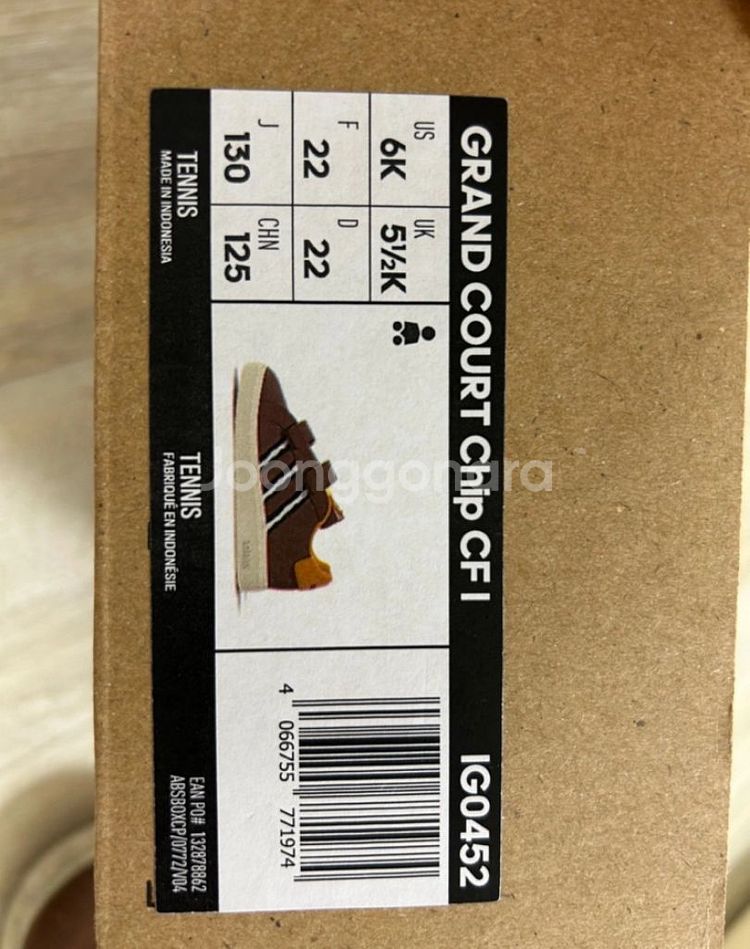 GRAND COURT Chip CF I
IG0452
US
6K
UK
5½K
F
22
D
22
J
130
CHN
125
4 066755 771974
TENNIS
MADE IN INDONESIA
TENNIS
FABRIQUÉ EN INDONÉSIE
EAN PO# 132878862
ABSBOXCP/0772/V04
Joonggonara